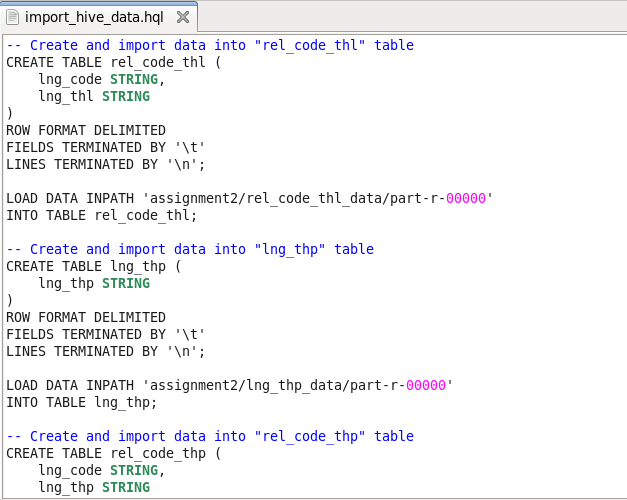 import_hive_data.hql
-- Create and import data into "rel_code_thl" table
CREATE TABLE rel_code_thl (
    lng_code STRING,
    lng_thl STRING
)
ROW FORMAT DELIMITED
FIELDS TERMINATED BY '\t'
LINES TERMINATED BY '\n';

LOAD DATA INPATH 'assignment2/rel_code_thl_data/part-r-00000'
INTO TABLE rel_code_thl;

-- Create and import data into "lng_thp" table
CREATE TABLE lng_thp (
    lng_thp STRING
)
ROW FORMAT DELIMITED
FIELDS TERMINATED BY '\t'
LINES TERMINATED BY '\n';

LOAD DATA INPATH 'assignment2/lng_thp_data/part-r-00000'
INTO TABLE lng_thp;

-- Create and import data into "rel_code_thp" table
CREATE TABLE rel_code_thp (
    lng_code STRING,
    lng_thp STRING